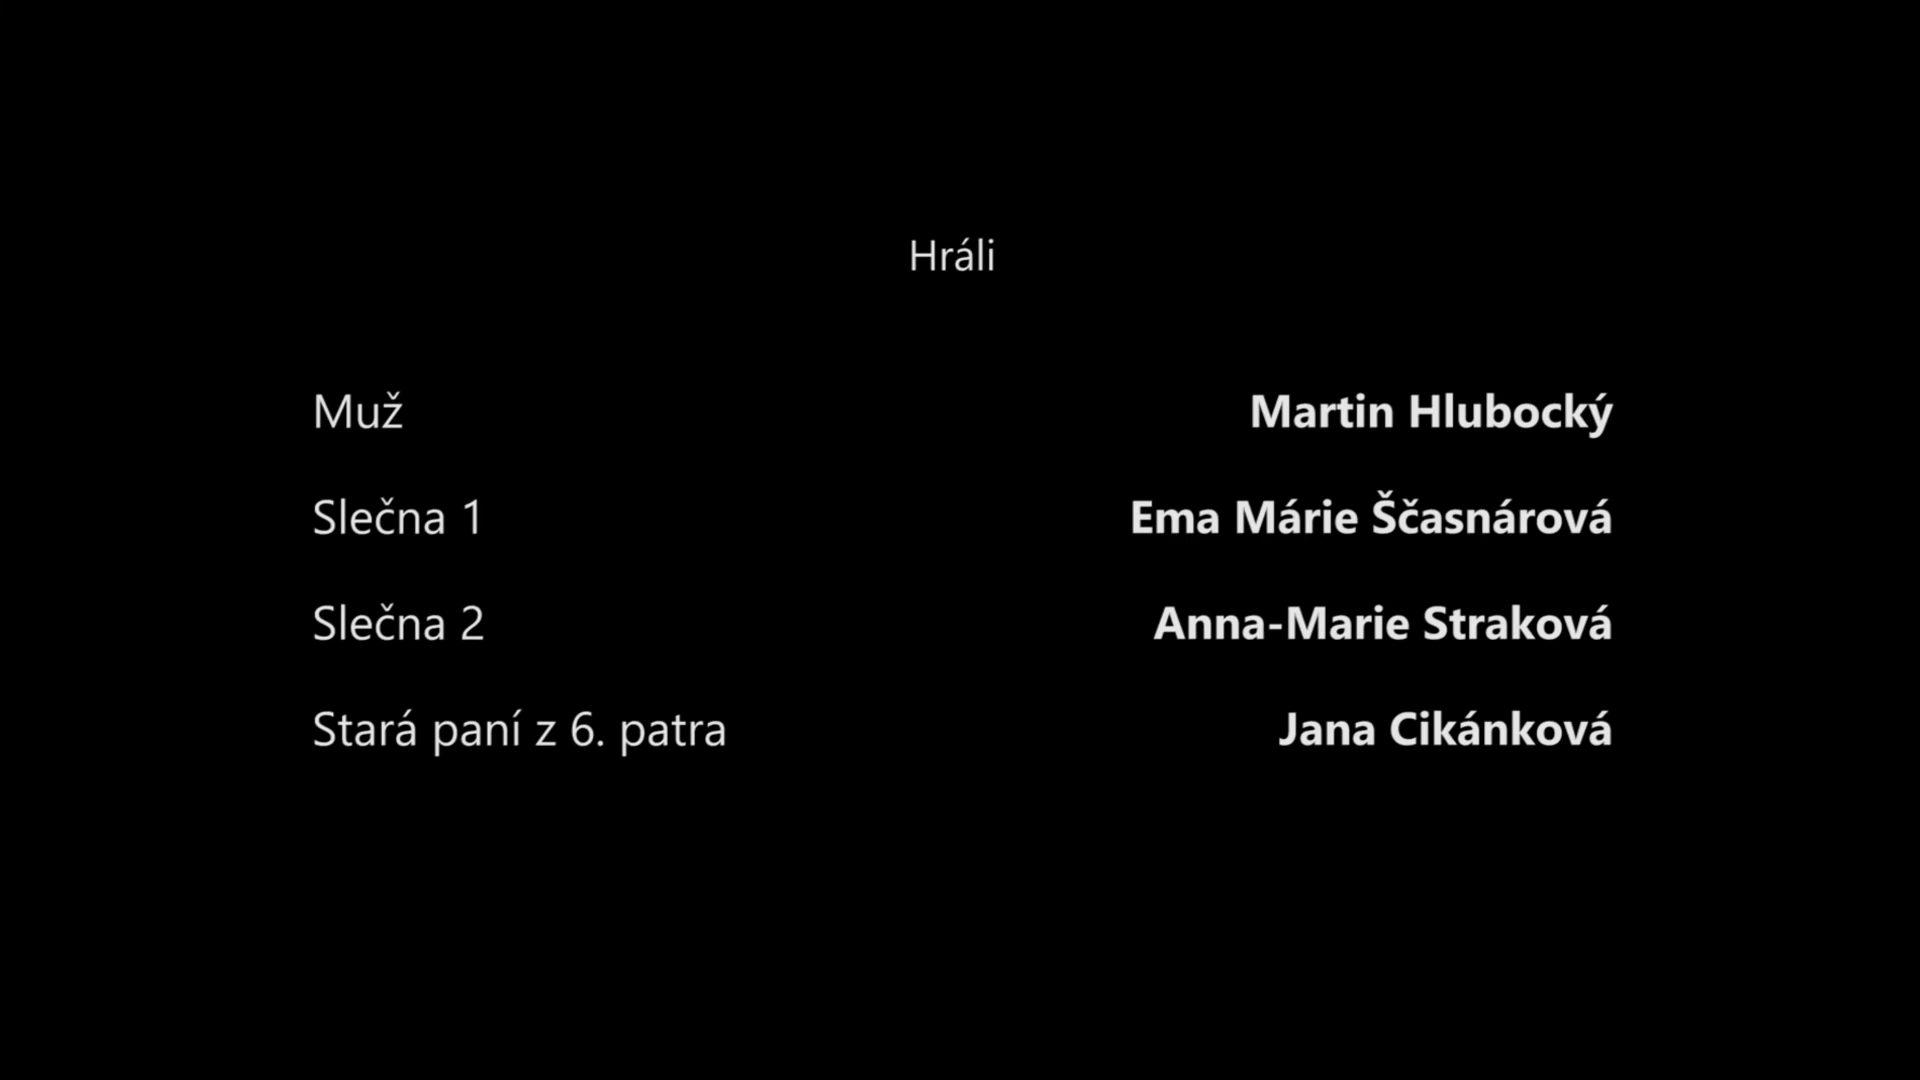 Hráli
Muž Martin Hlubocký
Slečna 1 Ema Márie Ščasnárová
Slečna 2 Anna-Marie Straková
Stará paní z 6. patra Jana Cikánková